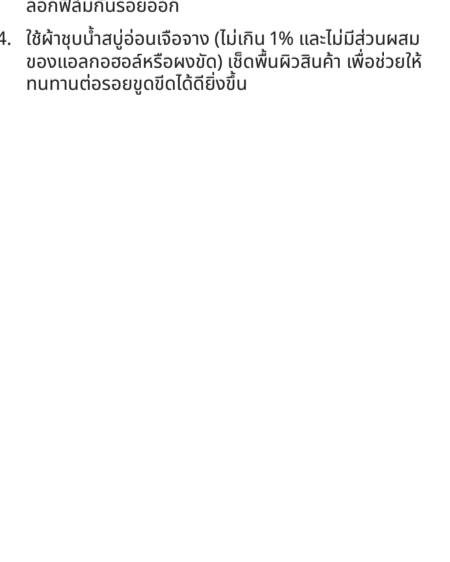 ลอกฟิล์มกันรอยออก
4. ใช้ผ้าชุบน้ำสบู่อ่อนเจือจาง (ไม่เกิน 1% และไม่มีส่วนผสม
ของแอลกอฮอล์หรือผงขัด) เช็ดพื้นผิวสินค้า เพื่อช่วยให้
ทนทานต่อรอยขูดขีดได้ดียิ่งขึ้น